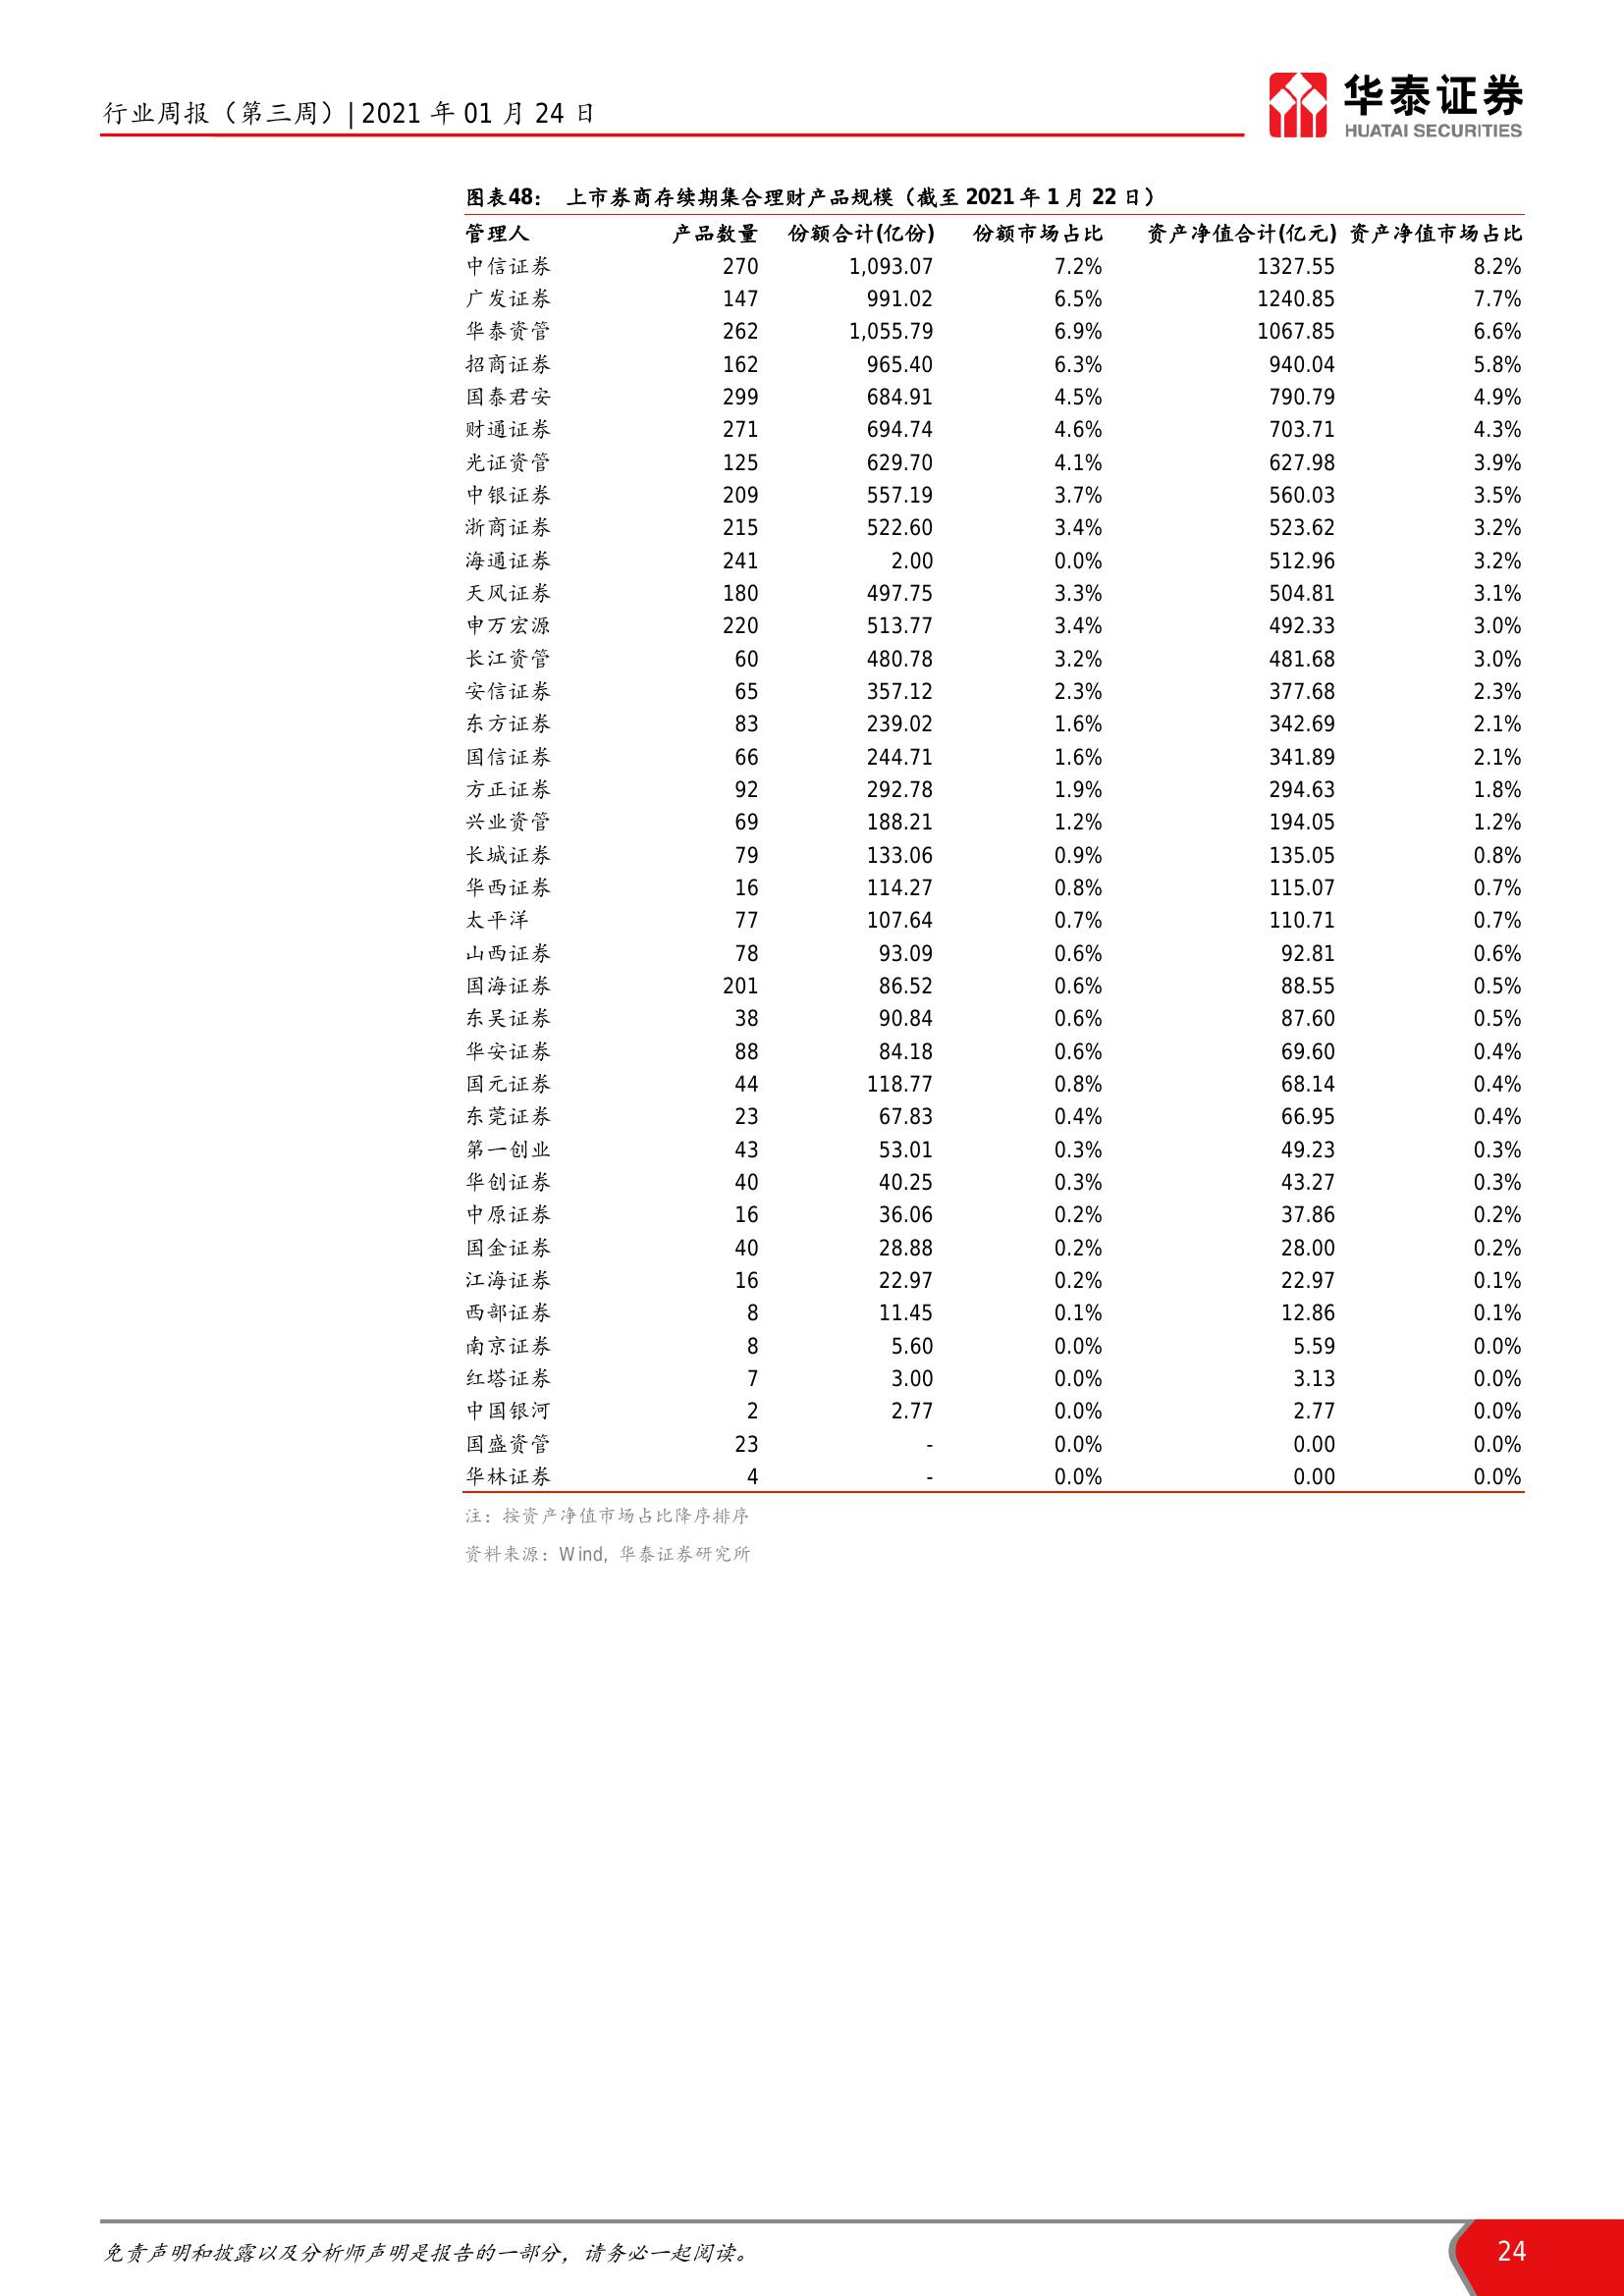 行业周报（第三周）| 2021 年 01 月 24 日
华泰证券
HUATAI SECURITIES
图表48： 上市券商存续期集合理财产品规模（截至 2021 年 1 月 22 日）
管理人 产品数量 份额合计(亿份) 份额市场占比 资产净值合计(亿元) 资产净值市场占比
中信证券 270 1,093.07 7.2% 1327.55 8.2%
广发证券 147 991.02 6.5% 1240.85 7.7%
华泰资管 262 1,055.79 6.9% 1067.85 6.6%
招商证券 162 965.40 6.3% 940.04 5.8%
国泰君安 299 684.91 4.5% 790.79 4.9%
财通证券 271 694.74 4.6% 703.71 4.3%
光证资管 125 629.70 4.1% 627.98 3.9%
中银证券 209 557.19 3.7% 560.03 3.5%
浙商证券 215 522.60 3.4% 523.62 3.2%
海通证券 241 2.00 0.0% 512.96 3.2%
天风证券 180 497.75 3.3% 504.81 3.1%
申万宏源 220 513.77 3.4% 492.33 3.0%
长江资管 60 480.78 3.2% 481.68 3.0%
安信证券 65 357.12 2.3% 377.68 2.3%
东方证券 83 239.02 1.6% 342.69 2.1%
国信证券 66 244.71 1.6% 341.89 2.1%
方正证券 92 292.78 1.9% 294.63 1.8%
兴业资管 69 188.21 1.2% 194.05 1.2%
长城证券 79 133.06 0.9% 135.05 0.8%
华西证券 16 114.27 0.8% 115.07 0.7%
太平洋 77 107.64 0.7% 110.71 0.7%
山西证券 78 93.09 0.6% 92.81 0.6%
国海证券 201 86.52 0.6% 88.55 0.5%
东吴证券 38 90.84 0.6% 87.60 0.5%
华安证券 88 84.18 0.6% 69.60 0.4%
国元证券 44 118.77 0.8% 68.14 0.4%
东莞证券 23 67.83 0.4% 66.95 0.4%
第一创业 43 53.01 0.3% 49.23 0.3%
华创证券 40 40.25 0.3% 43.27 0.3%
中原证券 16 36.06 0.2% 37.86 0.2%
国金证券 40 28.88 0.2% 28.00 0.2%
江海证券 16 22.97 0.2% 22.97 0.1%
西部证券 8 11.45 0.1% 12.86 0.1%
南京证券 8 5.60 0.0% 5.59 0.0%
红塔证券 7 3.00 0.0% 3.13 0.0%
中国银河 2 2.77 0.0% 2.77 0.0%
国盛资管 23 - 0.0% 0.00 0.0%
华林证券 4 - 0.0% 0.00 0.0%
注：按资产净值市场占比降序排序
资料来源：Wind, 华泰证券研究所
免责声明和披露以及分析师声明是报告的一部分，请务必一起阅读。
24